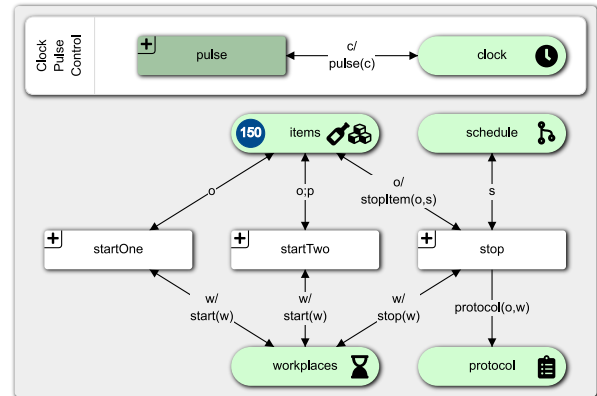 Clock
Pulse
Control
+
pulse
c/
pulse(c)
clock
150
items
schedule
o
o;p
o/
stopItem(o,s)
s
+
startOne
+
startTwo
+
stop
w/
start(w)
w/
start(w)
w/
stop(w)
protocol(o,w)
workplaces
protocol